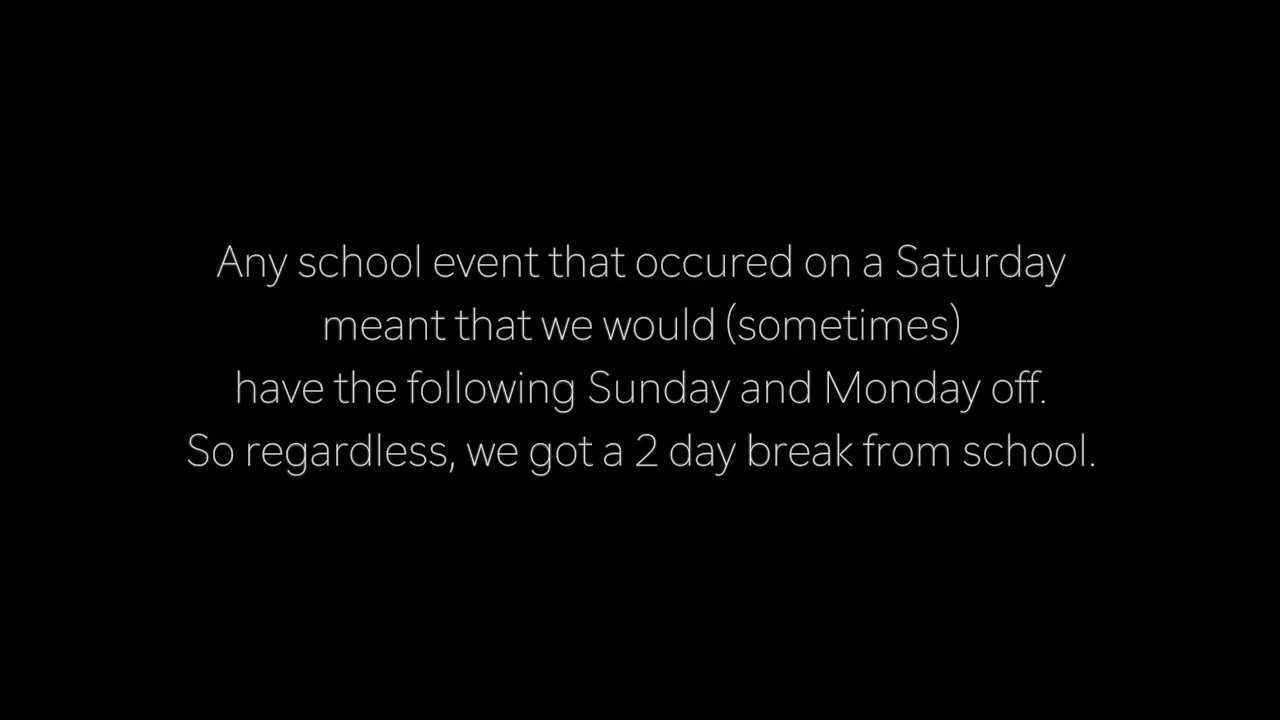 Any school event that occured on a Saturday
meant that we would (sometimes)
have the following Sunday and Monday off.
So regardless, we got a 2 day break from school.